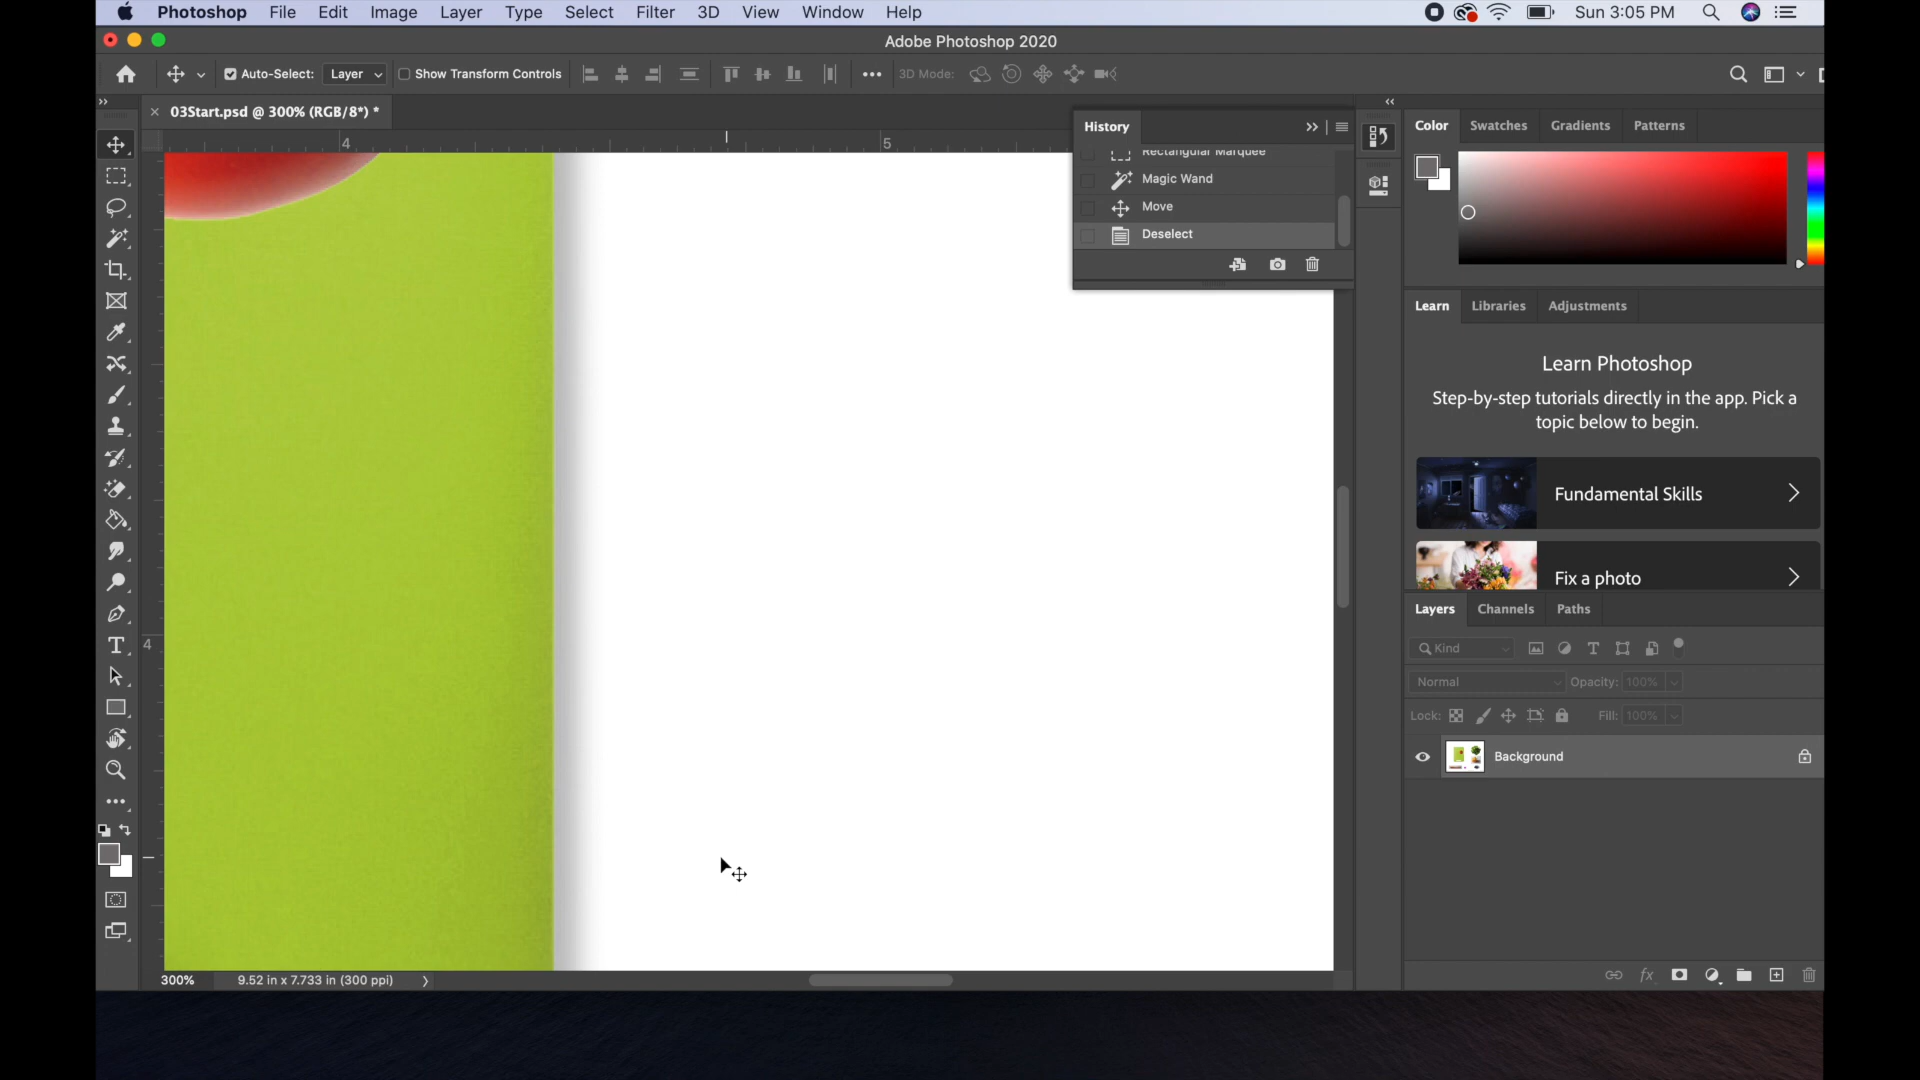 Photoshop File Edit Image Layer Type Select Filter 3D View Window Help Sun 3:05 PM
Adobe Photoshop 2020
Auto-Select: Layer Show Transform Controls 3D Mode:
03Start.psd @ 300% (RGB/8*) *
4 5
4
History
Rectangular Marquee
Magic Wand
Move
Deselect
Color Swatches Gradients Patterns
Learn Libraries Adjustments
Learn Photoshop
Step-by-step tutorials directly in the app. Pick a
topic below to begin.
Fundamental Skills
Fix a photo
Layers Channels Paths
Kind
Normal Opacity: 100%
Lock: Fill: 100%
Background
300% 9.52 in x 7.733 in (300 ppi)